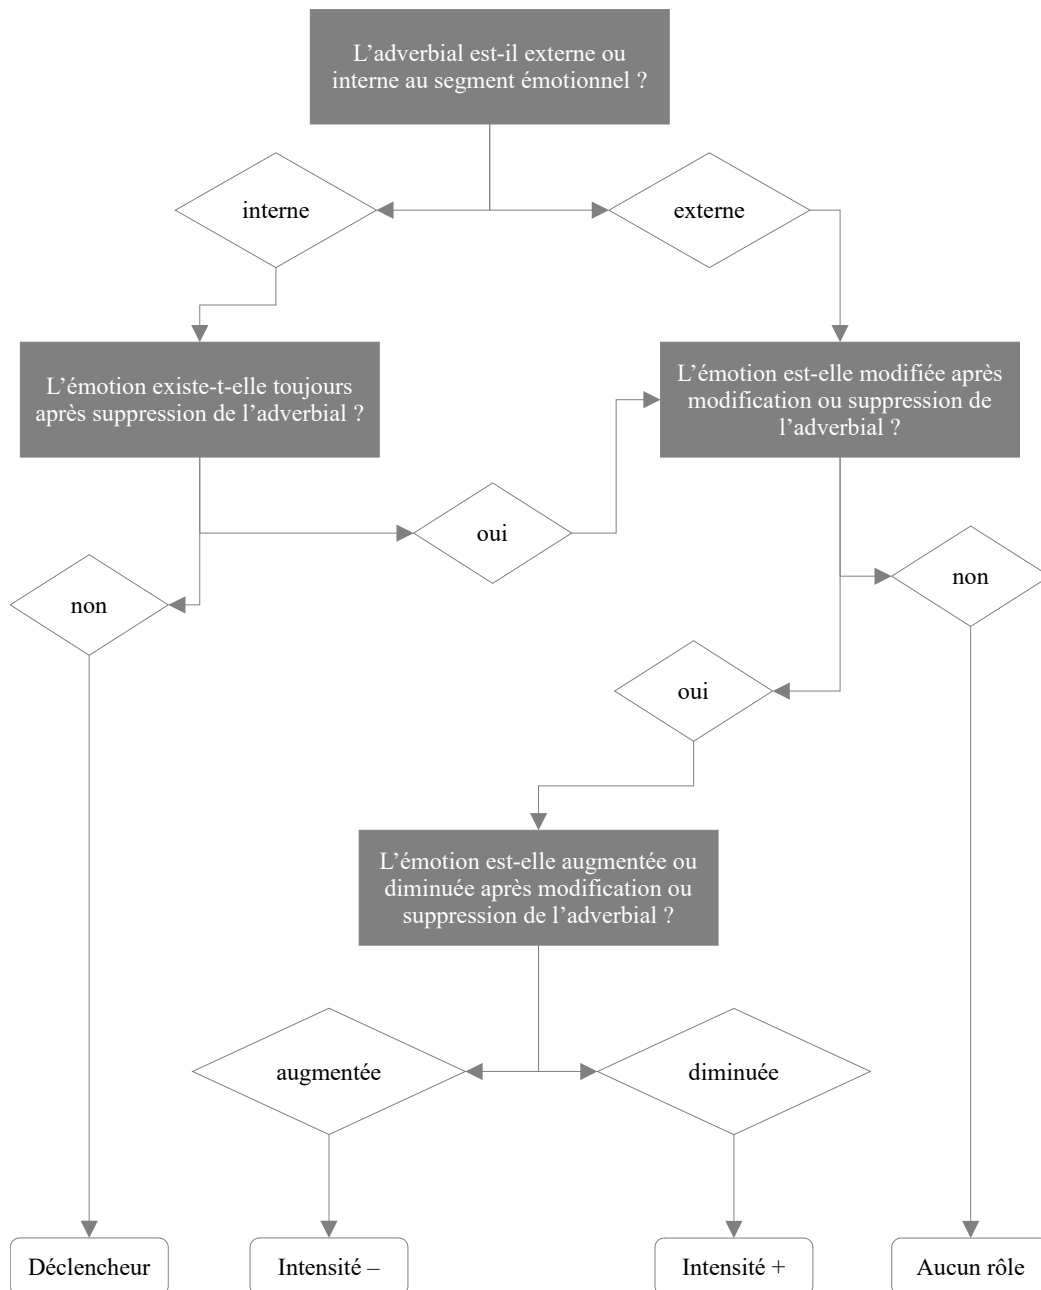 L’adverbial est-il externe ou
interne au segment émotionnel ?
interne
externe
L’émotion existe-t-elle toujours
après suppression de l’adverbial ?
L’émotion est-elle modifiée après
modification ou suppression de
l’adverbial ?
oui
non
non
oui
L’émotion est-elle augmentée ou
diminuée après modification ou
suppression de l’adverbial ?
augmentée
diminuée
Déclencheur
Intensité –
Intensité +
Aucun rôle